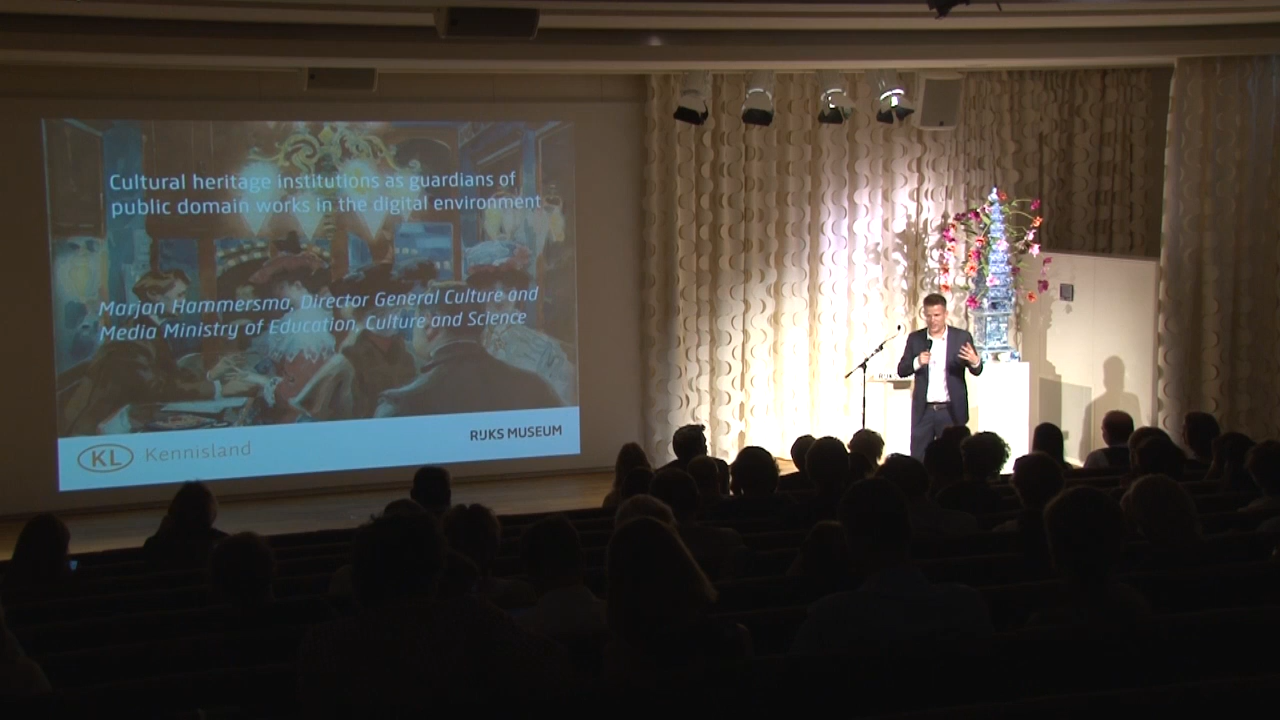 Cultural heritage institutions as guardians of
public domain works in the digital environment
Marjan Hammersma, Director General Culture and
Media Ministry of Education, Culture and Science
KL Kennisland
RIJKS MUSEUM